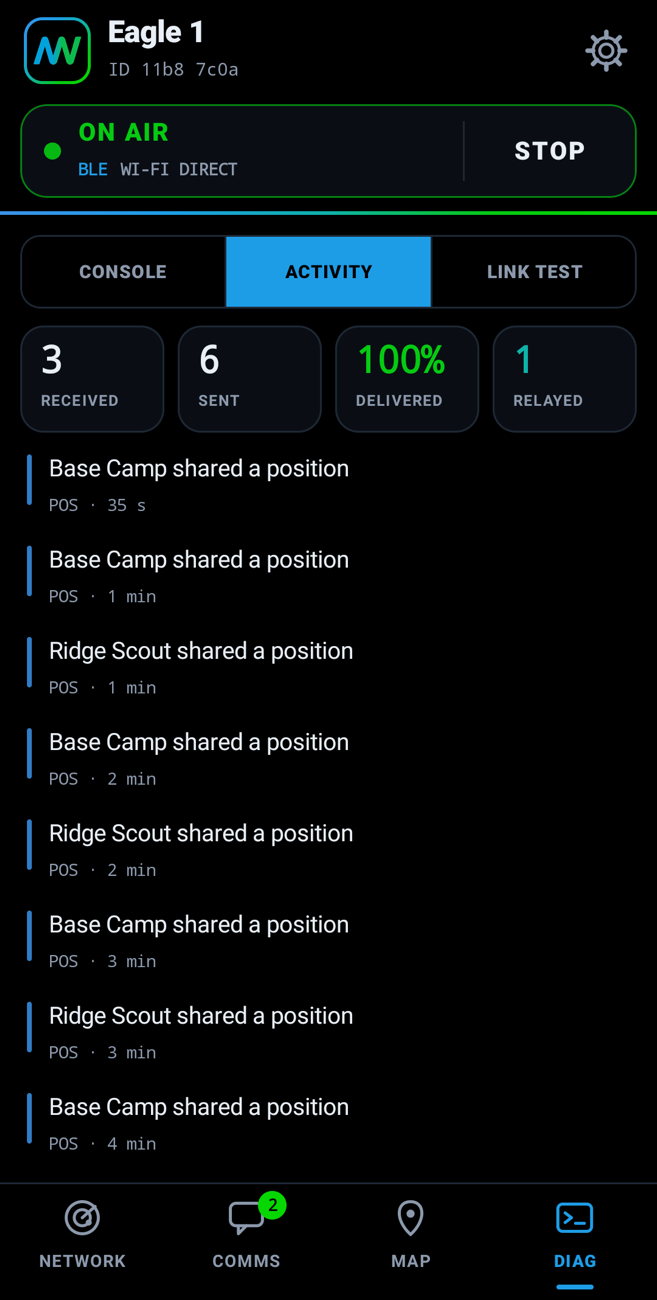 Eagle 1
ID 11b8 7c0a
ON AIR
BLE WI-FI DIRECT
STOP
CONSOLE ACTIVITY LINK TEST
3 6 100% 1
RECEIVED SENT DELIVERED RELAYED
Base Camp shared a position
POS · 35 s
Base Camp shared a position
POS · 1 min
Ridge Scout shared a position
POS · 1 min
Base Camp shared a position
POS · 2 min
Ridge Scout shared a position
POS · 2 min
Base Camp shared a position
POS · 3 min
Ridge Scout shared a position
POS · 3 min
Base Camp shared a position
POS · 4 min
2
NETWORK COMMS MAP DIAG